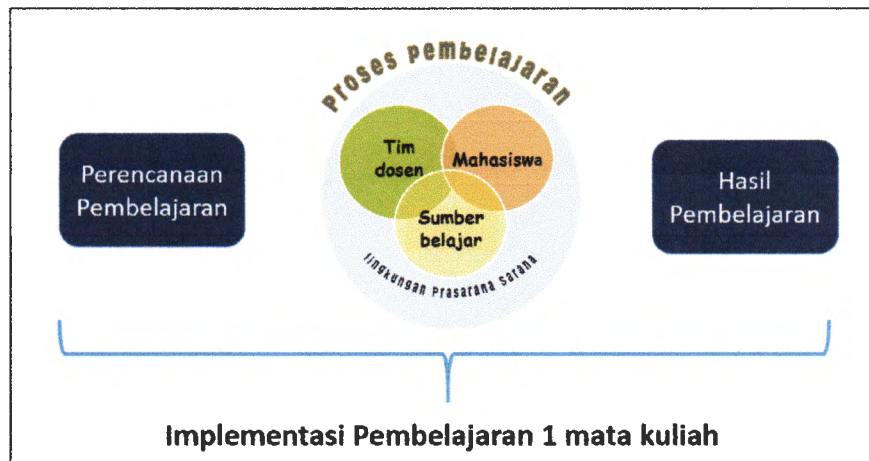 Proses pembelajaran
Perencanaan
Pembelajaran
Tim
dosen
Mahasiswa
Sumber
belajar
lingkungan Prasarana Sarana
Hasil
Pembelajaran
Implementasi Pembelajaran 1 mata kuliah